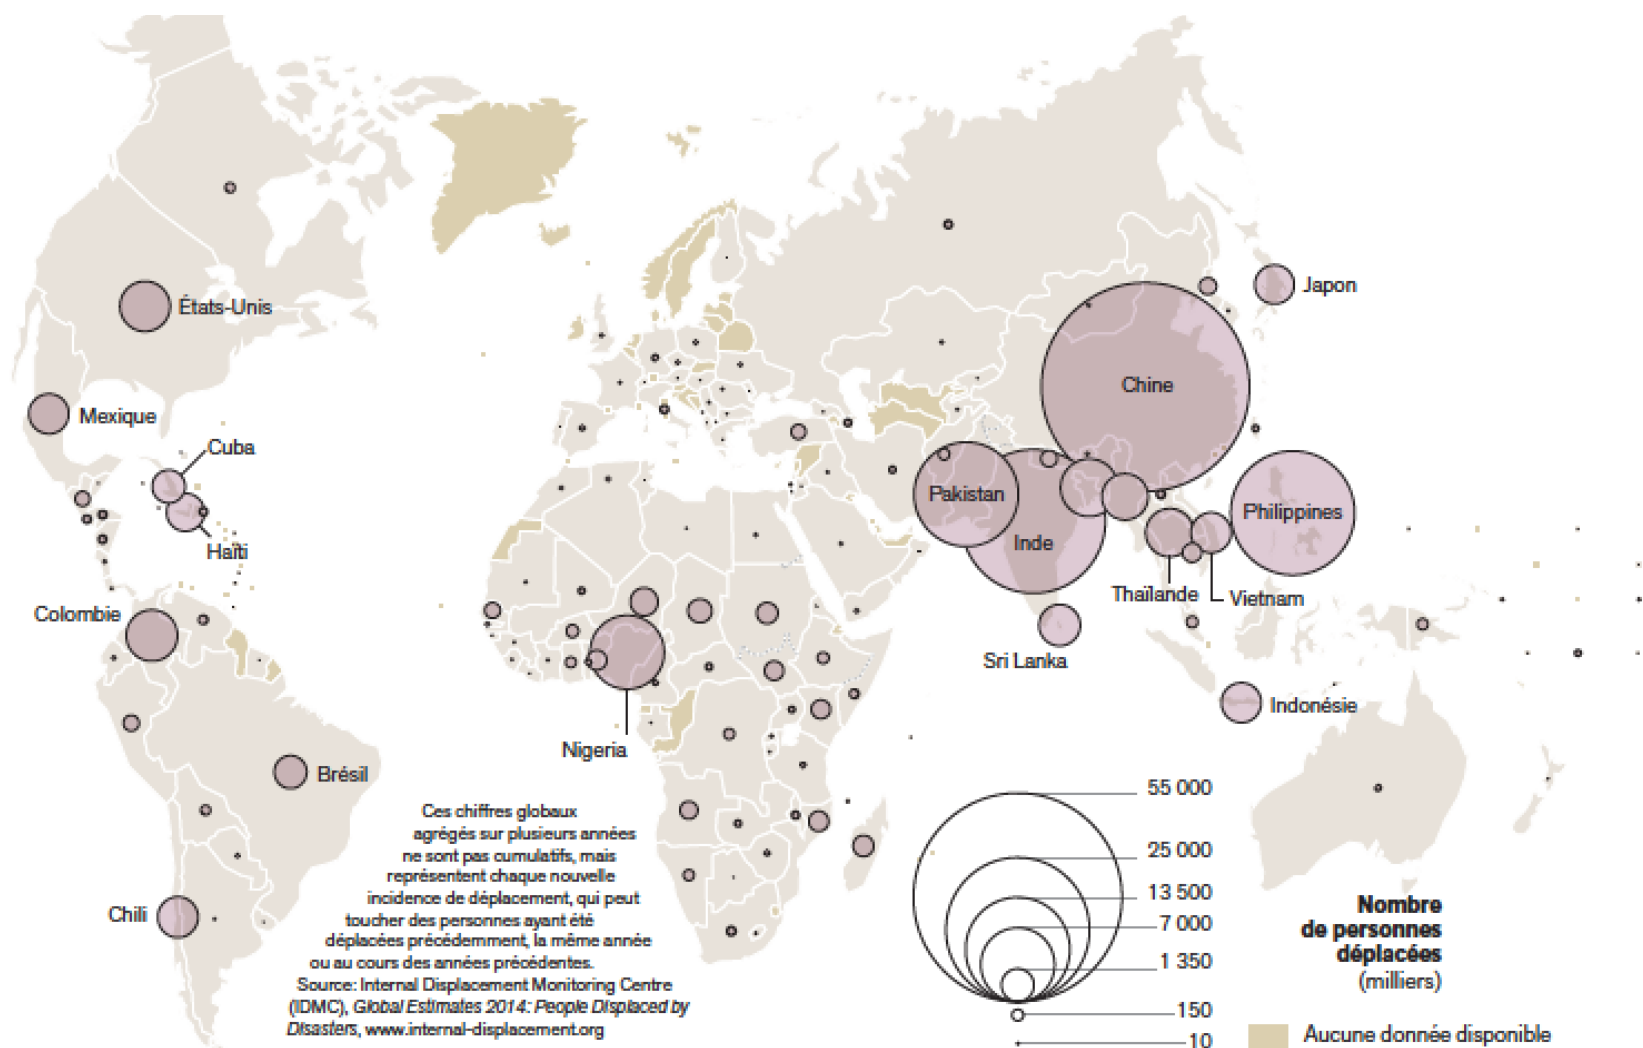 États-Unis
Japon
Chine
Mexique
Cuba
Pakistan
Philippines
Haïti
Inde
Thaïlande
Vietnam
Colombie
Sri Lanka
Indonésie
Nigeria
Brésil
Chili
Ces chiffres globaux
agrégés sur plusieurs années
ne sont pas cumulatifs, mais
représentent chaque nouvelle
incidence de déplacement, qui peut
toucher des personnes ayant été
déplacées précédemment, la même année
ou au cours des années précédentes.
Source: Internal Displacement Monitoring Centre
(IDMC), Global Estimates 2014: People Displaced by
Disasters, www.internal-displacement.org
55 000
25 000
13 500
7 000
1 350
150
10
Nombre
de personnes
déplacées
(milliers)
Aucune donnée disponible